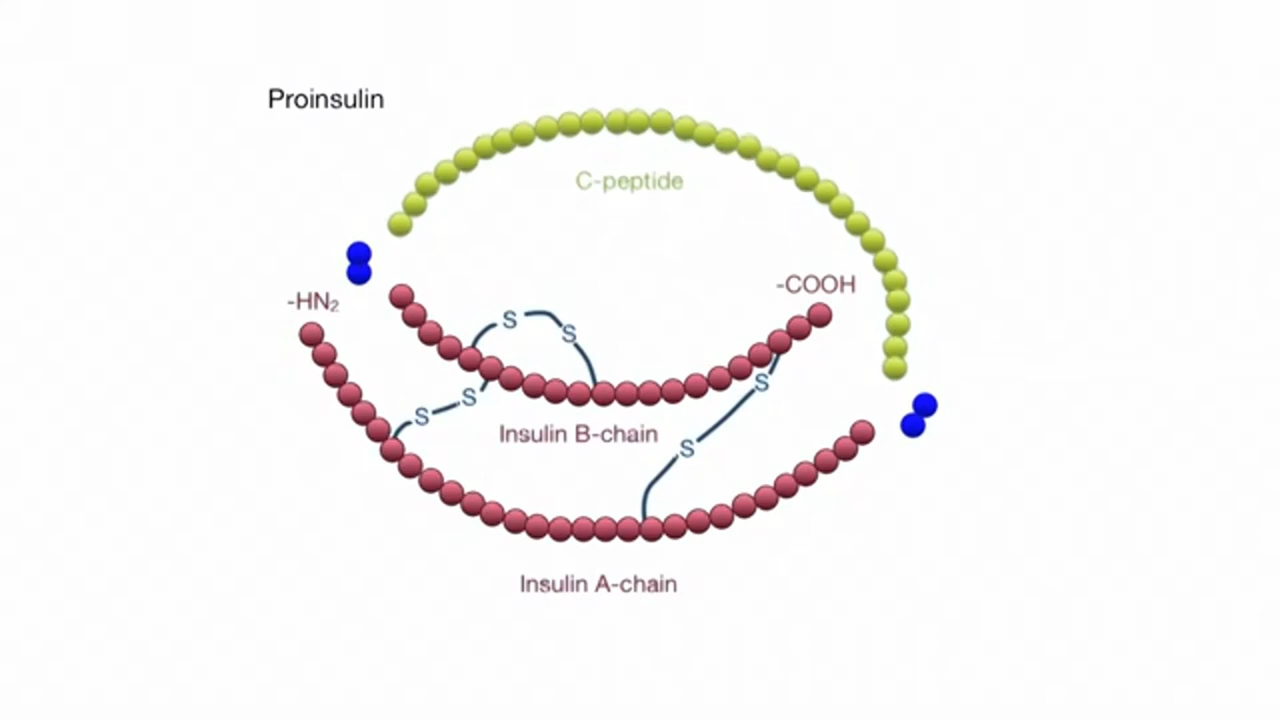 Proinsulin
C-peptide
-COOH
-HN₂
S
S
S
S
S
Insulin B-chain
S
Insulin A-chain